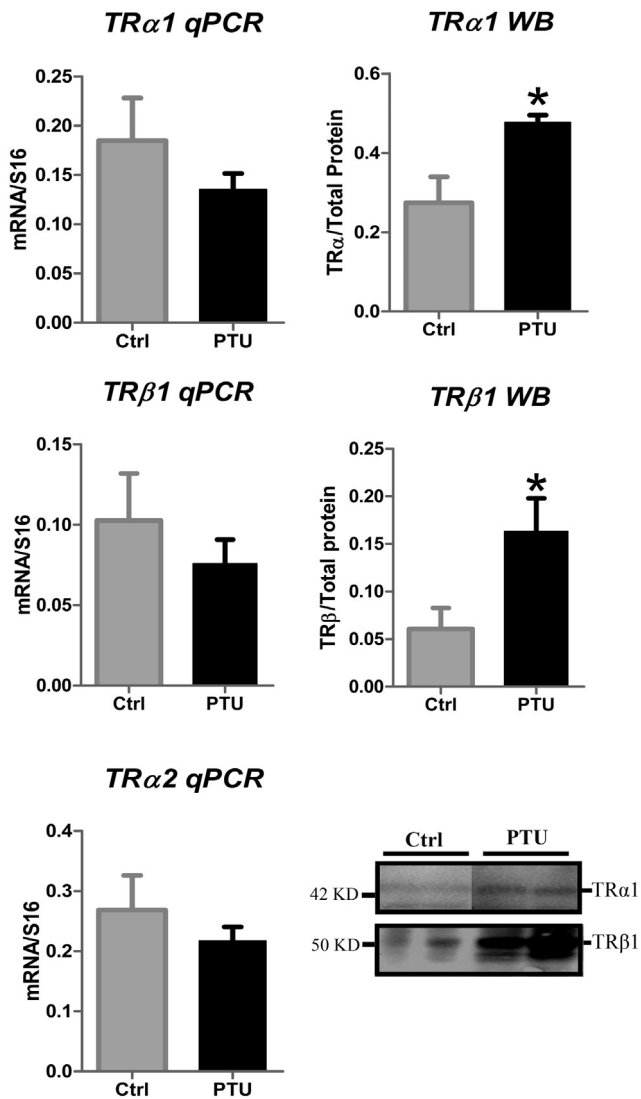 TRα1 qPCR
mRNA/S16
0.25
0.20
0.15
0.10
0.05
0.00
Ctrl
PTU
TRα1 WB
TRα/Total Protein
0.6
0.4
0.2
0.0
*
Ctrl
PTU
TRβ1 qPCR
mRNA/S16
0.15
0.10
0.05
0.00
Ctrl
PTU
TRβ1 WB
TRβ/Total protein
0.25
0.20
0.15
0.10
0.05
0.00
*
Ctrl
PTU
TRα2 qPCR
mRNA/S16
0.4
0.3
0.2
0.1
0.0
Ctrl
PTU
Ctrl
PTU
42 KD
TRα1
50 KD
TRβ1